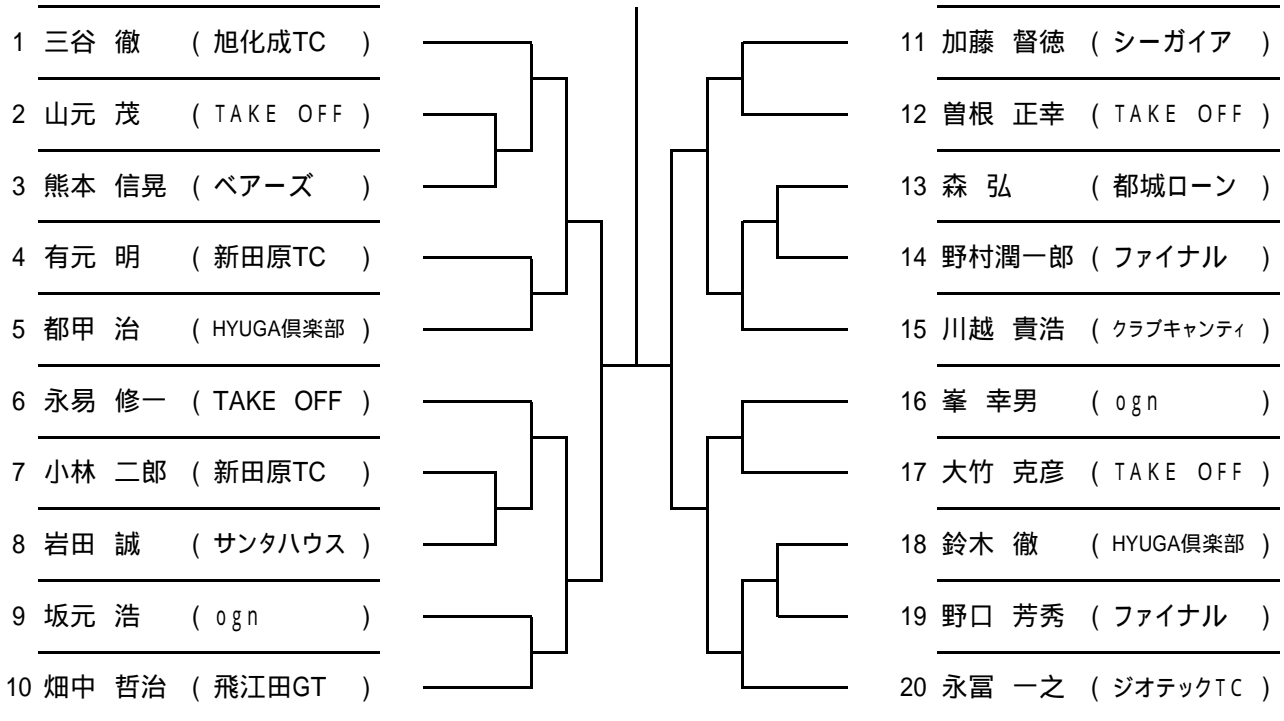 1 三谷 徹 ( 旭化成TC )
2 山元 茂 ( TAKE OFF )
3 熊本 信晃 ( ベアーズ )
4 有元 明 ( 新田原TC )
5 都甲 治 ( HYUGA倶楽部 )
6 永易 修一 ( TAKE OFF )
7 小林 二郎 ( 新田原TC )
8 岩田 誠 ( サンタハウス )
9 坂元 浩 ( ogn )
10 畑中 哲治 ( 飛江田GT )
11 加藤 督徳 ( シーガイア )
12 曽根 正幸 ( TAKE OFF )
13 森 弘 ( 都城ローン )
14 野村潤一郎 ( ファイナル )
15 川越 貴浩 ( クラブキャンティ )
16 峯 幸男 ( ogn )
17 大竹 克彦 ( TAKE OFF )
18 鈴木 徹 ( HYUGA倶楽部 )
19 野口 芳秀 ( ファイナル )
20 永冨 一之 ( ジオテックTC )